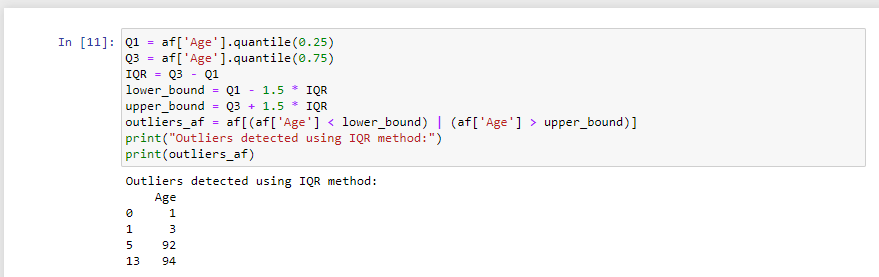 In [11]: Q1 = af['Age'].quantile(0.25)
Q3 = af['Age'].quantile(0.75)
IQR = Q3 - Q1
lower_bound = Q1 - 1.5 * IQR
upper_bound = Q3 + 1.5 * IQR
outliers_af = af[(af['Age'] < lower_bound) | (af['Age'] > upper_bound)]
print("Outliers detected using IQR method:")
print(outliers_af)
Outliers detected using IQR method:
Age
0 1
1 3
5 92
13 94